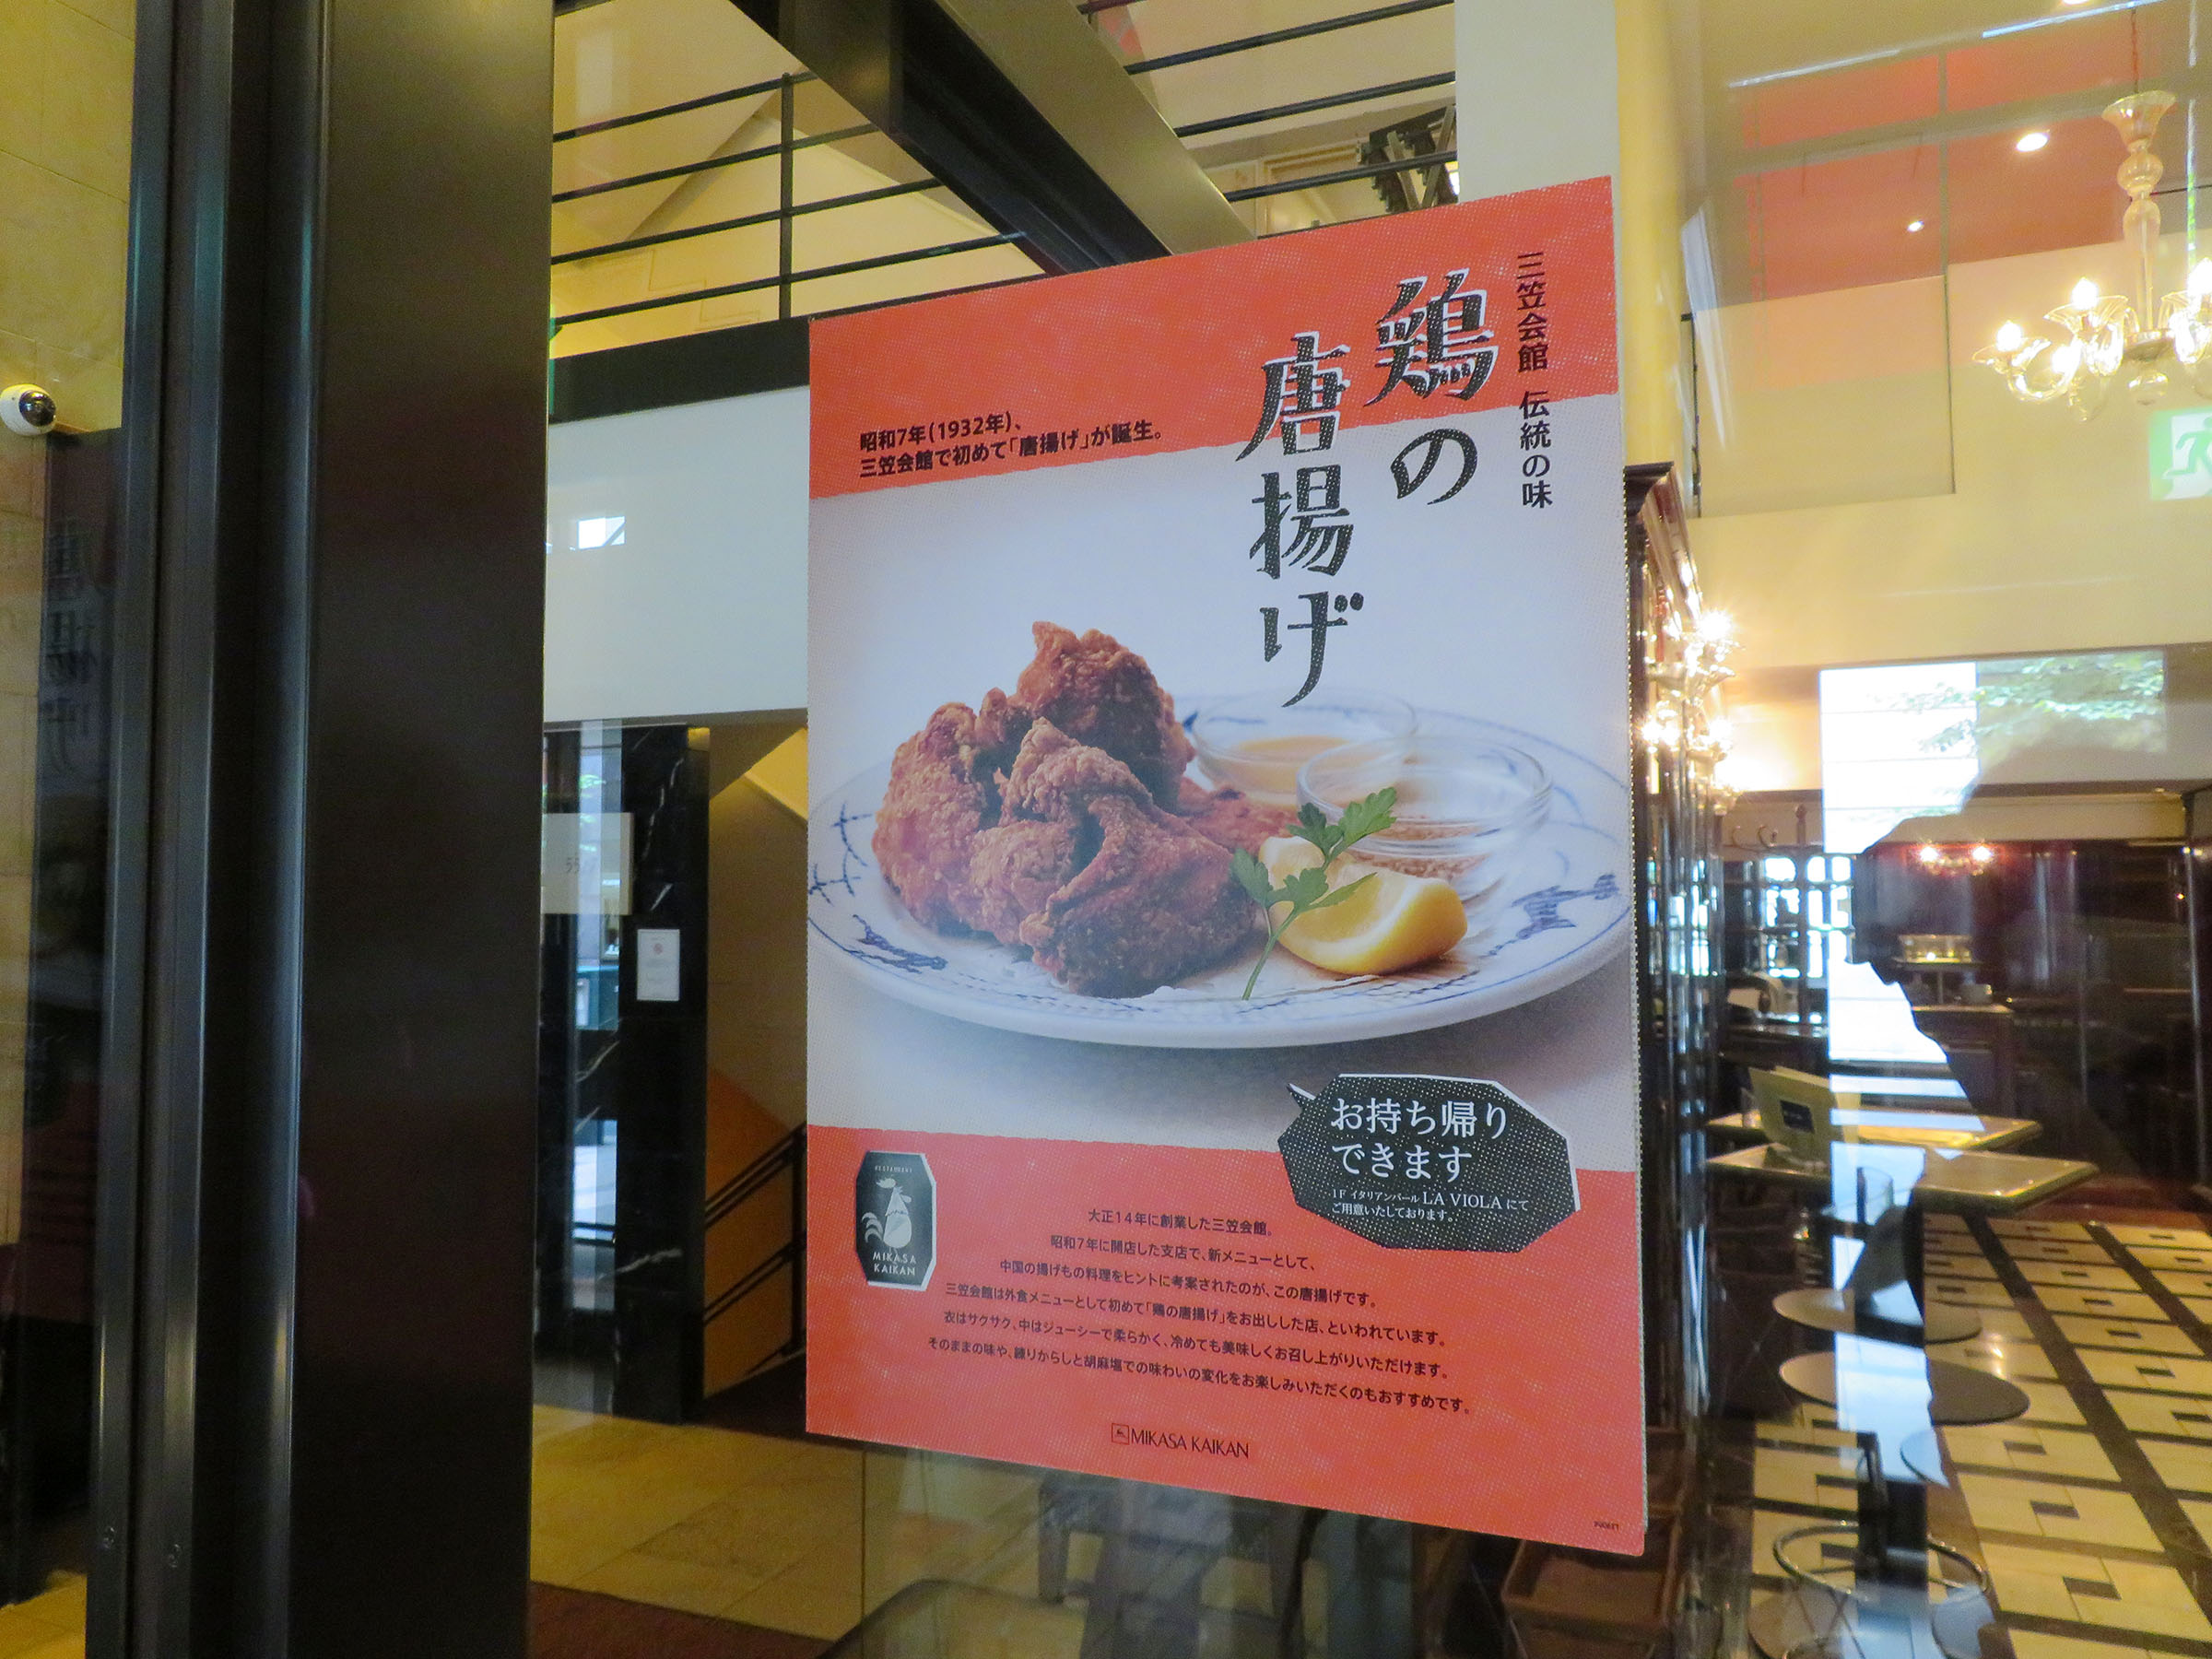 三笠会館 伝統の味
鶏の
唐揚げ
昭和7年(1932年)、
三笠会館で初めて「唐揚げ」が誕生。
お持ち帰り
できます
1F イタリアンバール LA VIOLA にて
ご用意いたしております。
RESTAURANT
MIKASA
KAIKAN
大正14年に創業した三笠会館。
昭和7年に開店した支店で、新メニューとして、
中国の揚げもの料理をヒントに考案されたのが、この唐揚げです。
三笠会館は外食メニューとして初めて「鶏の唐揚げ」をお出しした店、といわれています。
衣はサクサク、中はジューシーで柔らかく、冷めても美味しくお召し上がりいただけます。
そのままの味や、練りからしと胡麻塩での味わいの変化をお楽しみいただくのもおすすめです。
MIKASA KAIKAN